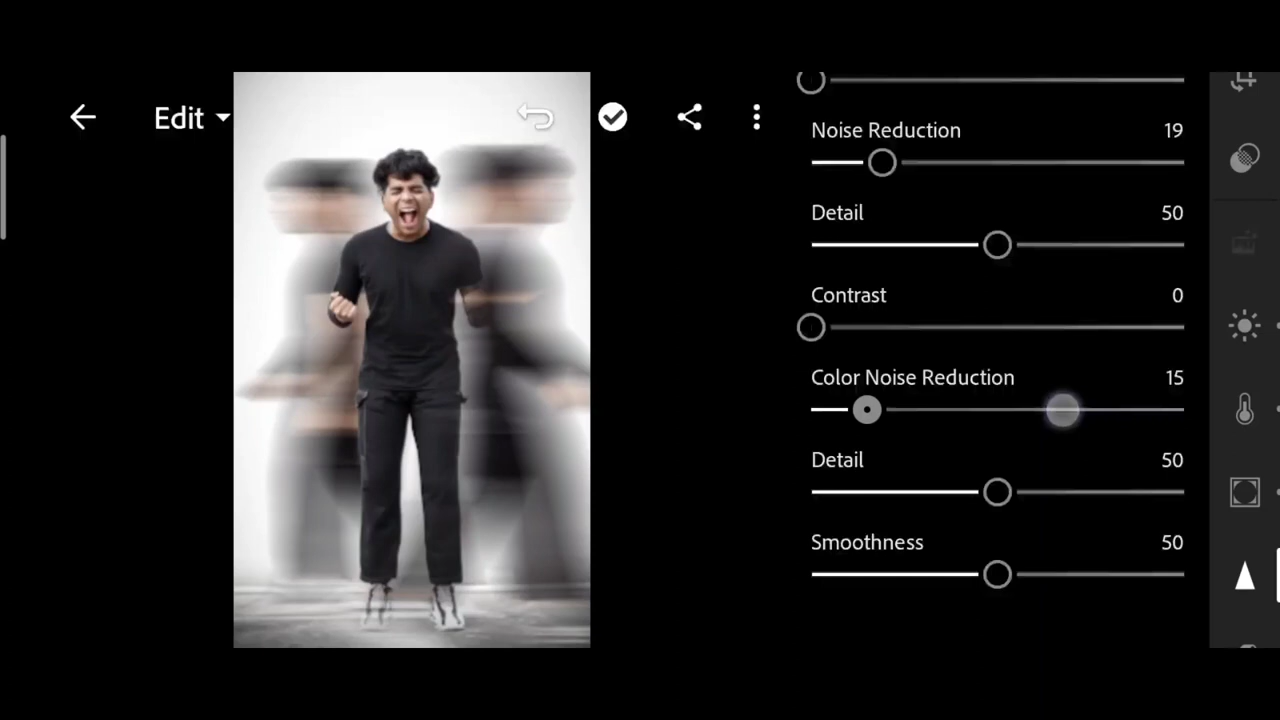 Edit
Noise Reduction 19
Detail 50
Contrast 0
Color Noise Reduction 15
Detail 50
Smoothness 50